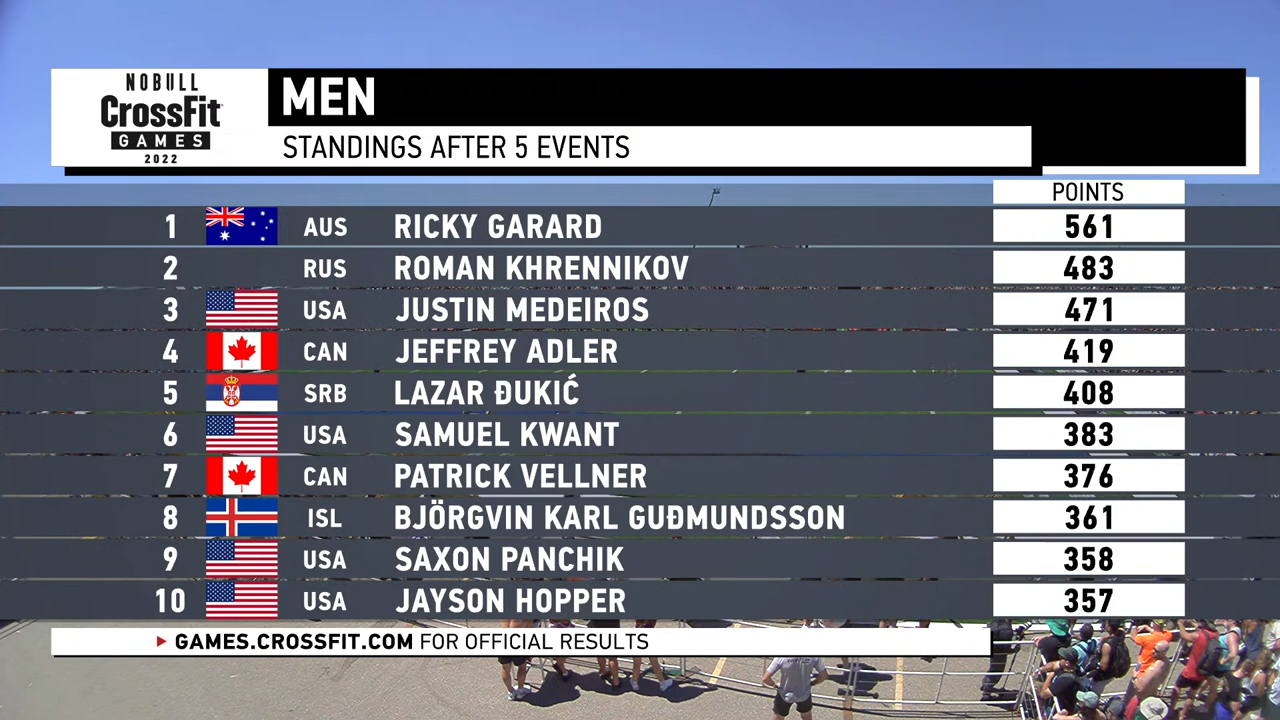 NOBULL
CrossFit
GAMES
2022
MEN
STANDINGS AFTER 5 EVENTS
POINTS
1 AUS RICKY GARARD 561
2 RUS ROMAN KHRENNIKOV 483
3 USA JUSTIN MEDEIROS 471
4 CAN JEFFREY ADLER 419
5 SRB LAZAR ĐUKIĆ 408
6 USA SAMUEL KWANT 383
7 CAN PATRICK VELLNER 376
8 ISL BJÖRGVIN KARL GUÐMUNDSSON 361
9 USA SAXON PANCHIK 358
10 USA JAYSON HOPPER 357
GAMES.CROSSFIT.COM FOR OFFICIAL RESULTS